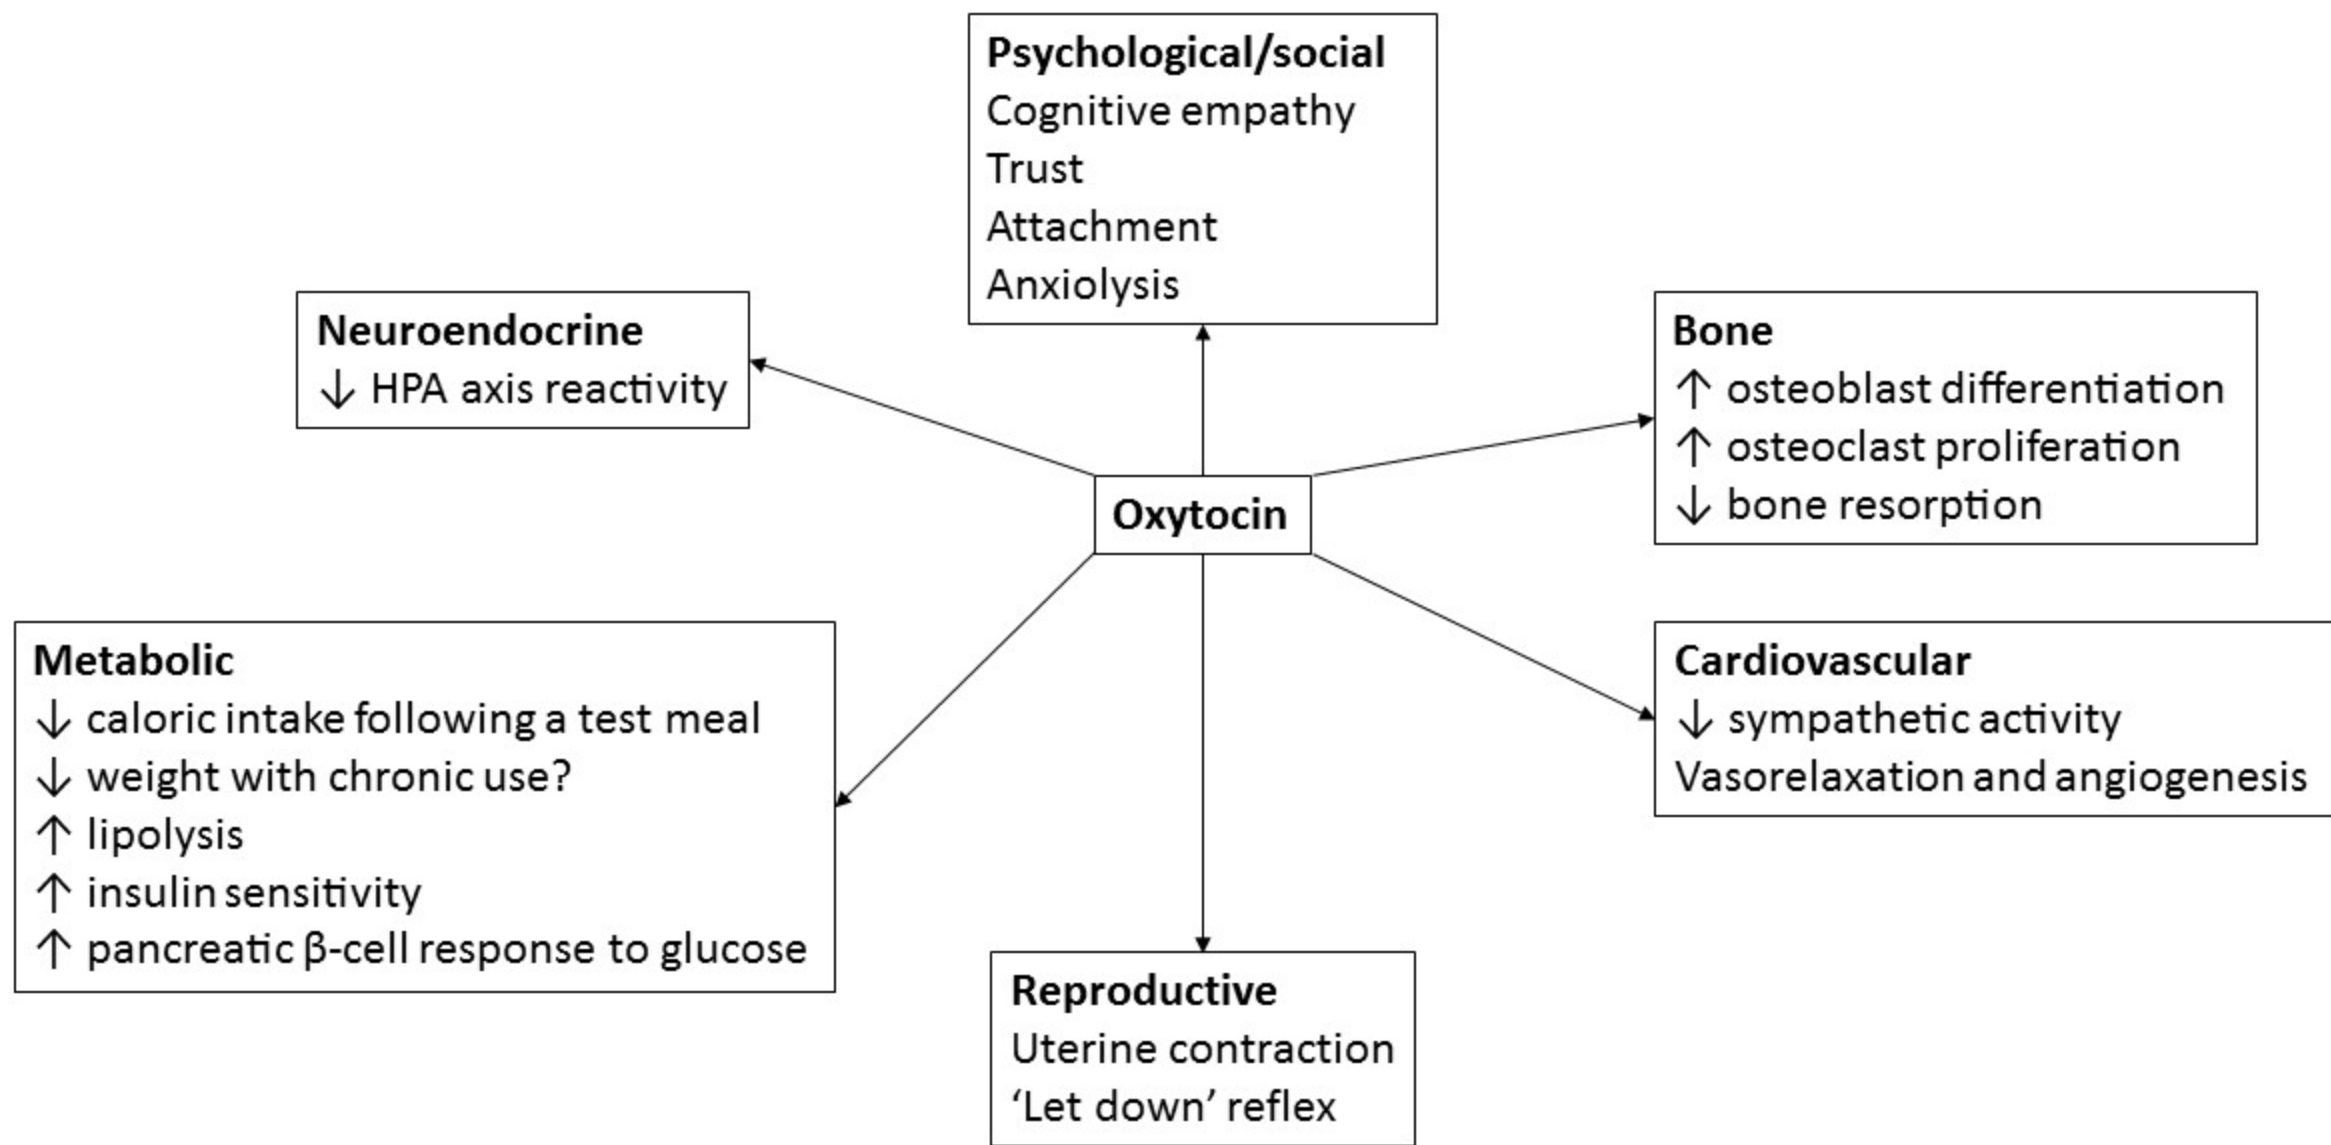 Psychological/social
Cognitive empathy
Trust
Attachment
Anxiolysis
Neuroendocrine
↓ HPA axis reactivity
Bone
↑ osteoblast differentiation
↑ osteoclast proliferation
↓ bone resorption
Oxytocin
Metabolic
↓ caloric intake following a test meal
↓ weight with chronic use?
↑ lipolysis
↑ insulin sensitivity
↑ pancreatic β-cell response to glucose
Cardiovascular
↓ sympathetic activity
Vasorelaxation and angiogenesis
Reproductive
Uterine contraction
‘Let down’ reflex